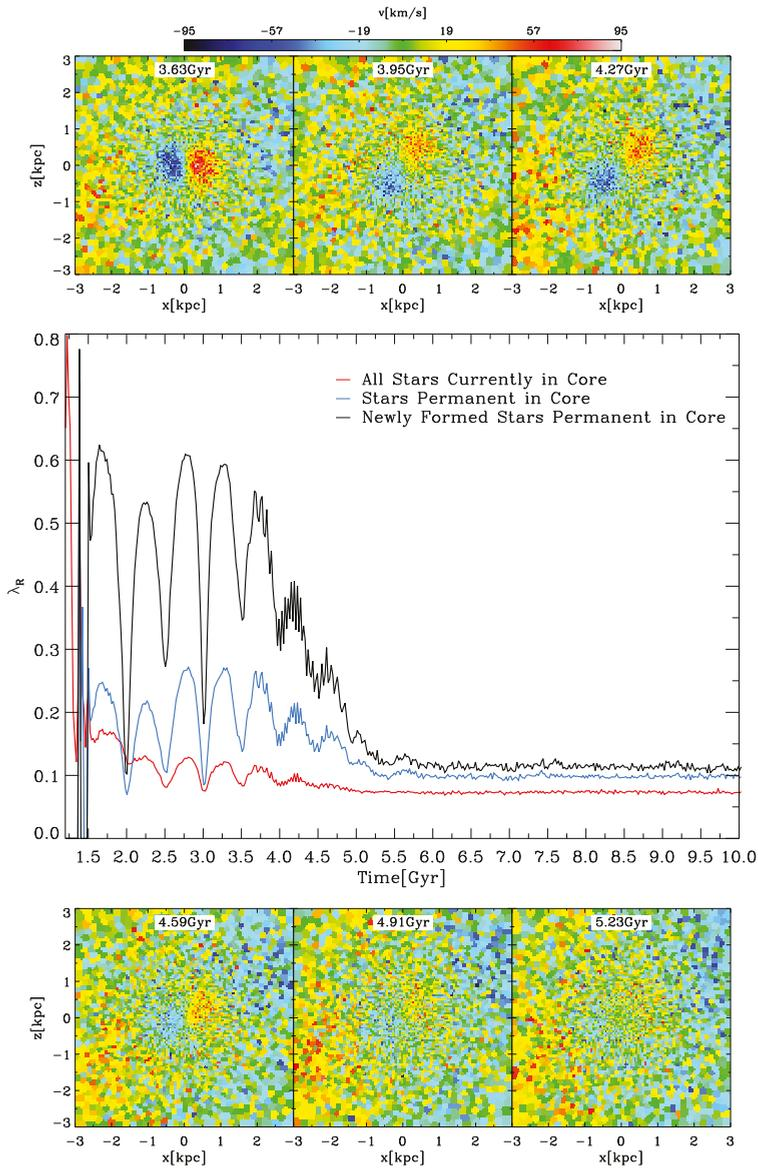 v[km/s]
-95 -57 -19 19 57 95
3.63Gyr 3.95Gyr 4.27Gyr
3
2
1
0
-1
-2
-3
z[kpc]
-3 -2 -1 0 1 2 -3 -2 -1 0 1 2 -3 -2 -1 0 1 2 3
x[kpc] x[kpc] x[kpc]
0.8
0.7
0.6
0.5
0.4
0.3
0.2
0.1
0.0
λR
All Stars Currently in Core
Stars Permanent in Core
Newly Formed Stars Permanent in Core
1.5 2.0 2.5 3.0 3.5 4.0 4.5 5.0 5.5 6.0 6.5 7.0 7.5 8.0 8.5 9.0 9.5 10.0
Time[Gyr]
4.59Gyr 4.91Gyr 5.23Gyr
3
2
1
0
-1
-2
-3
z[kpc]
-3 -2 -1 0 1 2 -3 -2 -1 0 1 2 -3 -2 -1 0 1 2 3
x[kpc] x[kpc] x[kpc]